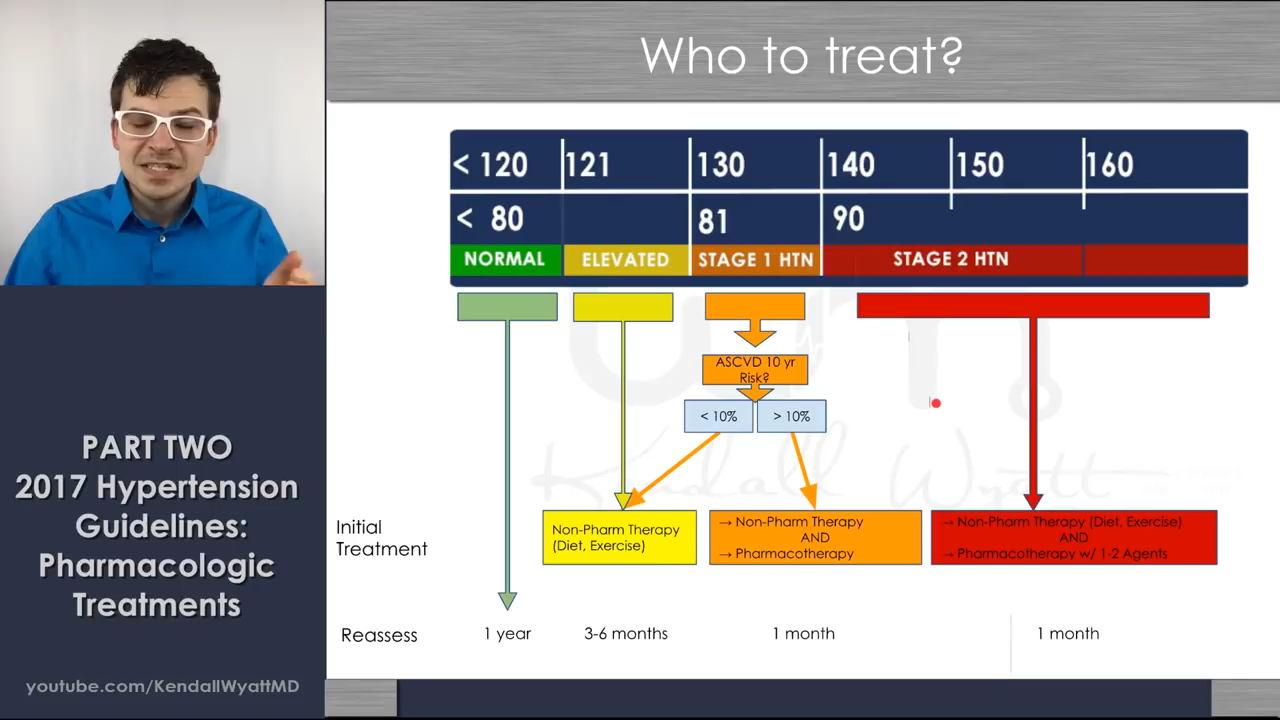 Who to treat?
< 120 121 130 140 150 160
< 80 81 90
NORMAL ELEVATED STAGE 1 HTN STAGE 2 HTN
ASCVD 10 yr
Risk?
< 10% > 10%
Kendall Wyatt
Initial
Treatment
Non-Pharm Therapy
(Diet, Exercise)
→ Non-Pharm Therapy
AND
→ Pharmacotherapy
→ Non-Pharm Therapy (Diet, Exercise)
AND
→ Pharmacotherapy w/ 1-2 Agents
Reassess 1 year 3-6 months 1 month 1 month
PART TWO
2017 Hypertension
Guidelines:
Pharmacologic
Treatments
youtube.com/KendallWyattMD